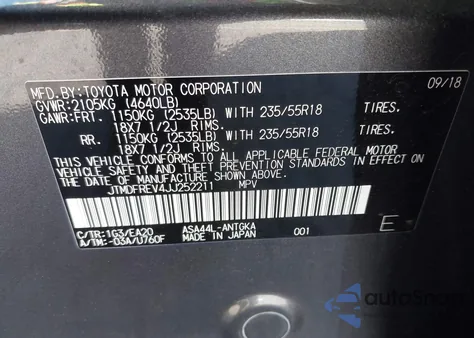 MFD.BY:TOYOTA MOTOR CORPORATION 09/18
GVWR:2105KG (4640LB)
GAWR:FRT. 1150KG (2535LB) WITH 235/55R18 TIRES.
18X7 1/2J RIMS.
RR. 1150KG (2535LB) WITH 235/55R18 TIRES.
18X7 1/2J RIMS.
THIS VEHICLE CONFORMS TO ALL APPLICABLE FEDERAL MOTOR
VEHICLE SAFETY AND THEFT PREVENTION STANDARDS IN EFFECT
ON THE DATE OF MANUFACTURE SHOWN ABOVE.
JTMDFREV4JJ252211 MPV
C/TR:1G3/EA20 ASA44L-ANTGKA
A/TM:-03A/U760F MADE IN JAPAN 001 E